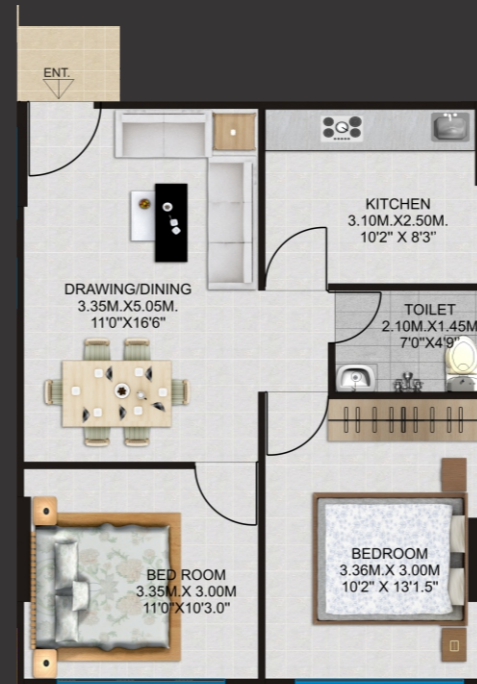 ENT.
KITCHEN
3.10M.X2.50M.
10'2" X 8'3"
DRAWING/DINING
3.35M.X5.05M.
11'0"X16'6"
TOILET
2.10M.X1.45M
7'0"X4'9"
BED ROOM
3.35M.X 3.00M
11'0"X10'3.0"
BEDROOM
3.36M.X 3.00M
10'2" X 13'1.5"